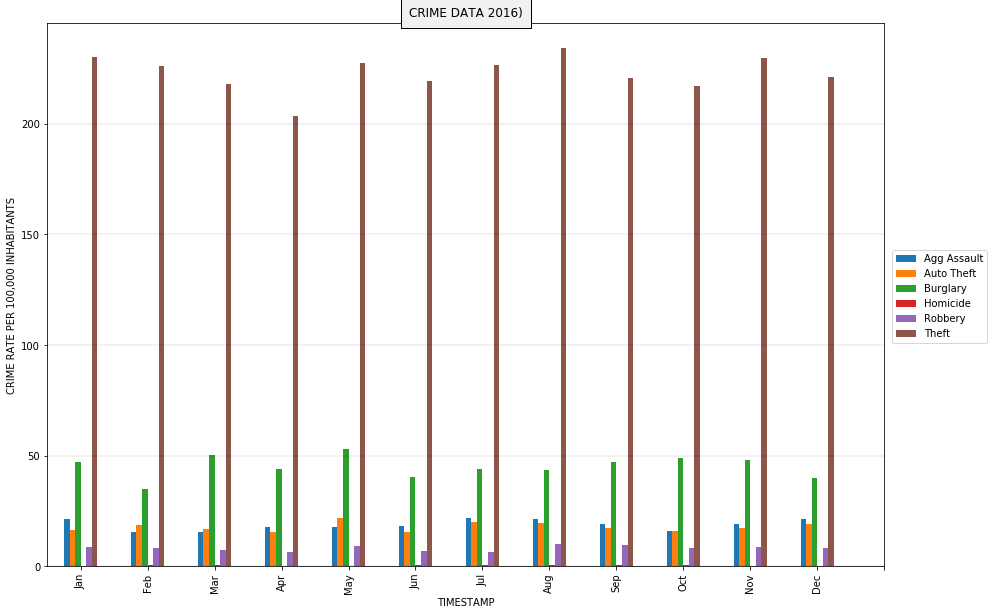 CRIME DATA 2016)
CRIME RATE PER 100,000 INHABITANTS
200
150
100
50
0
Jan
Feb
Mar
Apr
May
Jun
Jul
Aug
Sep
Oct
Nov
Dec
TIMESTAMP
Agg Assault
Auto Theft
Burglary
Homicide
Robbery
Theft